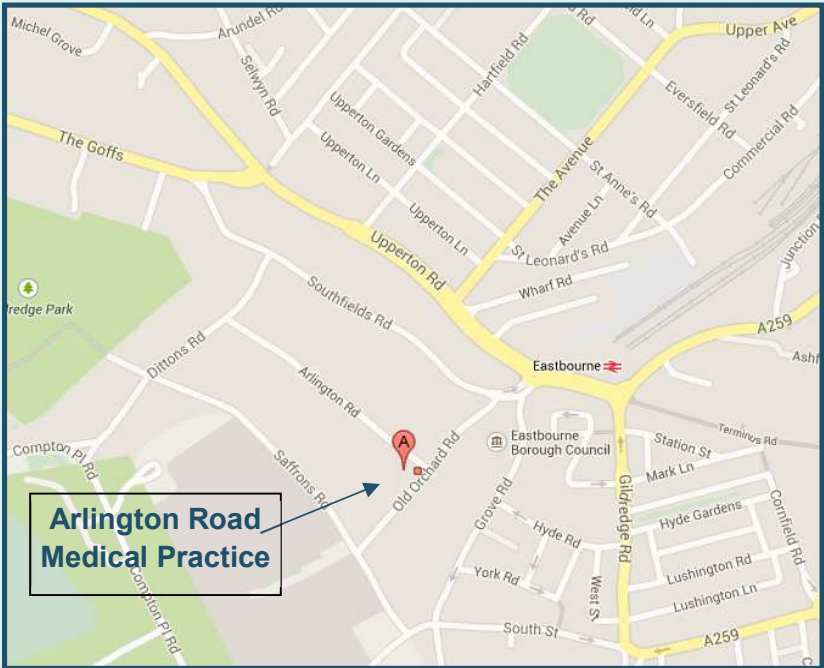 Michel Grove
Arundel Rd
Selwyn Rd
Hartfield Rd
Upper Ave
Eversfield Rd
St Leonard's Rd
Commercial Rd
The Goffs
Upperton Gardens
Upperton Ln
Upperton Ln
The Avenue
St Anne's Rd
Avenue Ln
St Leonard's Rd
Junction
Upperton Rd
Wharf Rd
Southfields Rd
dredge Park
Dittons Rd
A259
Eastbourne
Ashf
Arlington Rd
A
Old Orchard Rd
Eastbourne
Borough Council
Terminus Rd
Station St
Mark Ln
Compton Pl Rd
Saffrons Rd
Grove Rd
Gildredge Rd
Cornfield Rd
Hyde Gardens
Hyde Rd
Arlington Road
Medical Practice
York Rd
West St
Lushington Rd
Lushington Ln
Compton Pl Rd
South St
A259